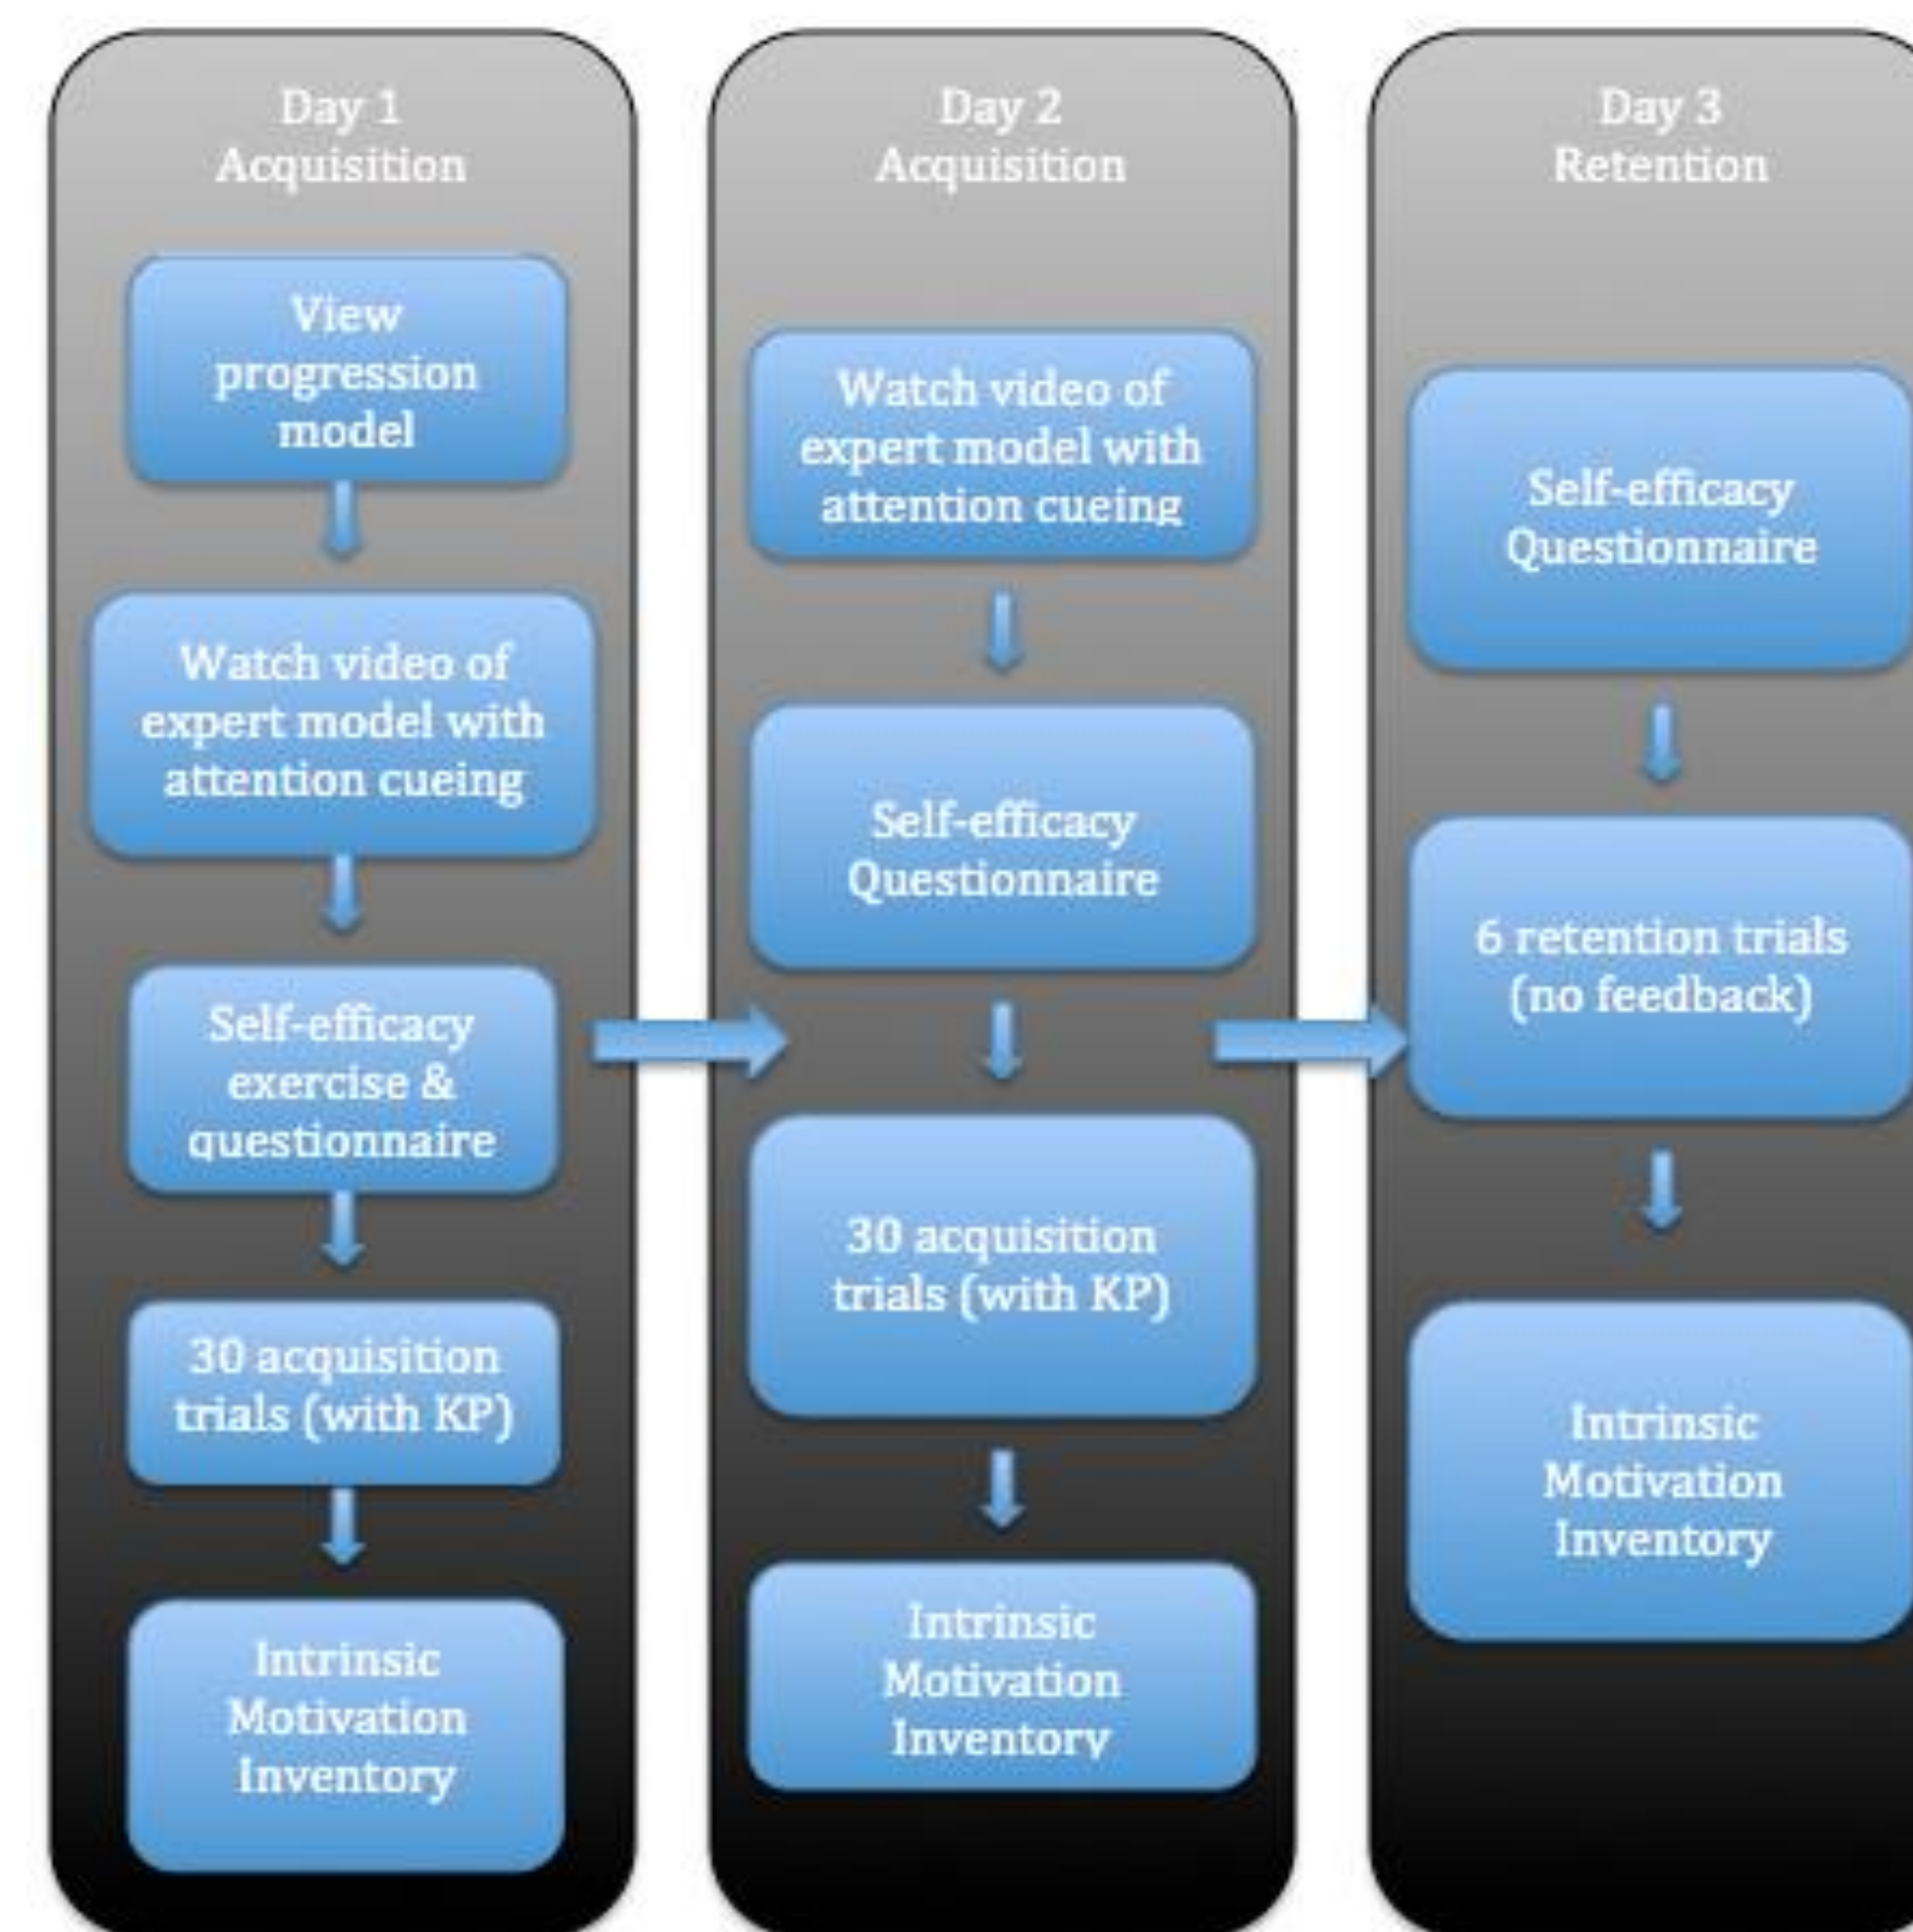 Day 1
Acquisition
View
progression
model
Watch video of
expert model with
attention cueing
Self-efficacy
exercise &
questionnaire
30 acquisition
trials (with KP)
Intrinsic
Motivation
Inventory
Day 2
Acquisition
Watch video of
expert model with
attention cueing
Self-efficacy
Questionnaire
30 acquisition
trials (with KP)
Intrinsic
Motivation
Inventory
Day 3
Retention
Self-efficacy
Questionnaire
6 retention trials
(no feedback)
Intrinsic
Motivation
Inventory